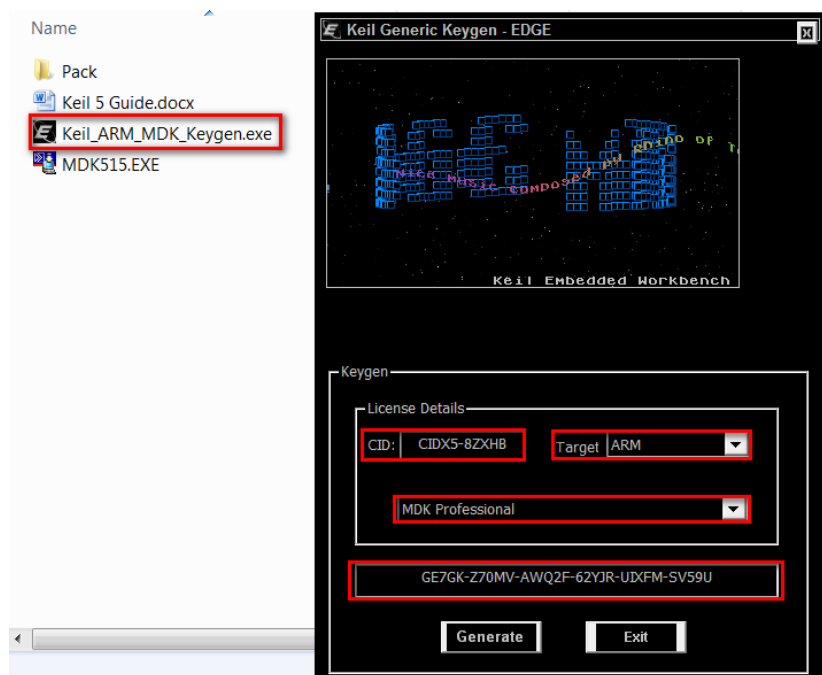 Name
Pack
Keil 5 Guide.docx
Keil_ARM_MDK_Keygen.exe
MDK515.EXE
Keil Generic Keygen - EDGE
Nice music composed by
Keil Embedded Workbench
Keygen
License Details
CID: CIDX5-8ZXHB Target ARM
MDK Professional
GE7GK-Z70MV-AWQ2F-62YJR-UIXFM-SV59U
Generate Exit